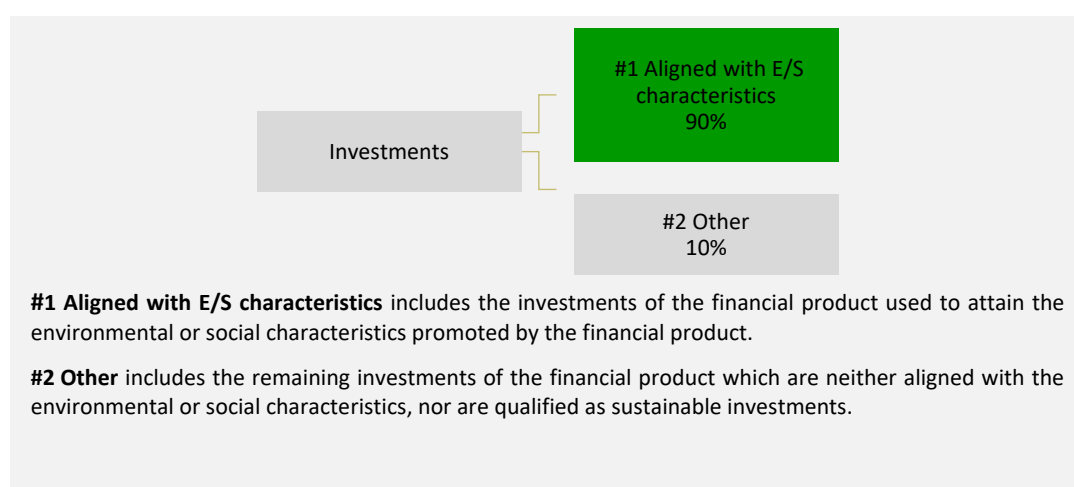 #1 Aligned with E/S
characteristics
90%
Investments
#2 Other
10%
#1 Aligned with E/S characteristics includes the investments of the financial product used to attain the
environmental or social characteristics promoted by the financial product.
#2 Other includes the remaining investments of the financial product which are neither aligned with the
environmental or social characteristics, nor are qualified as sustainable investments.